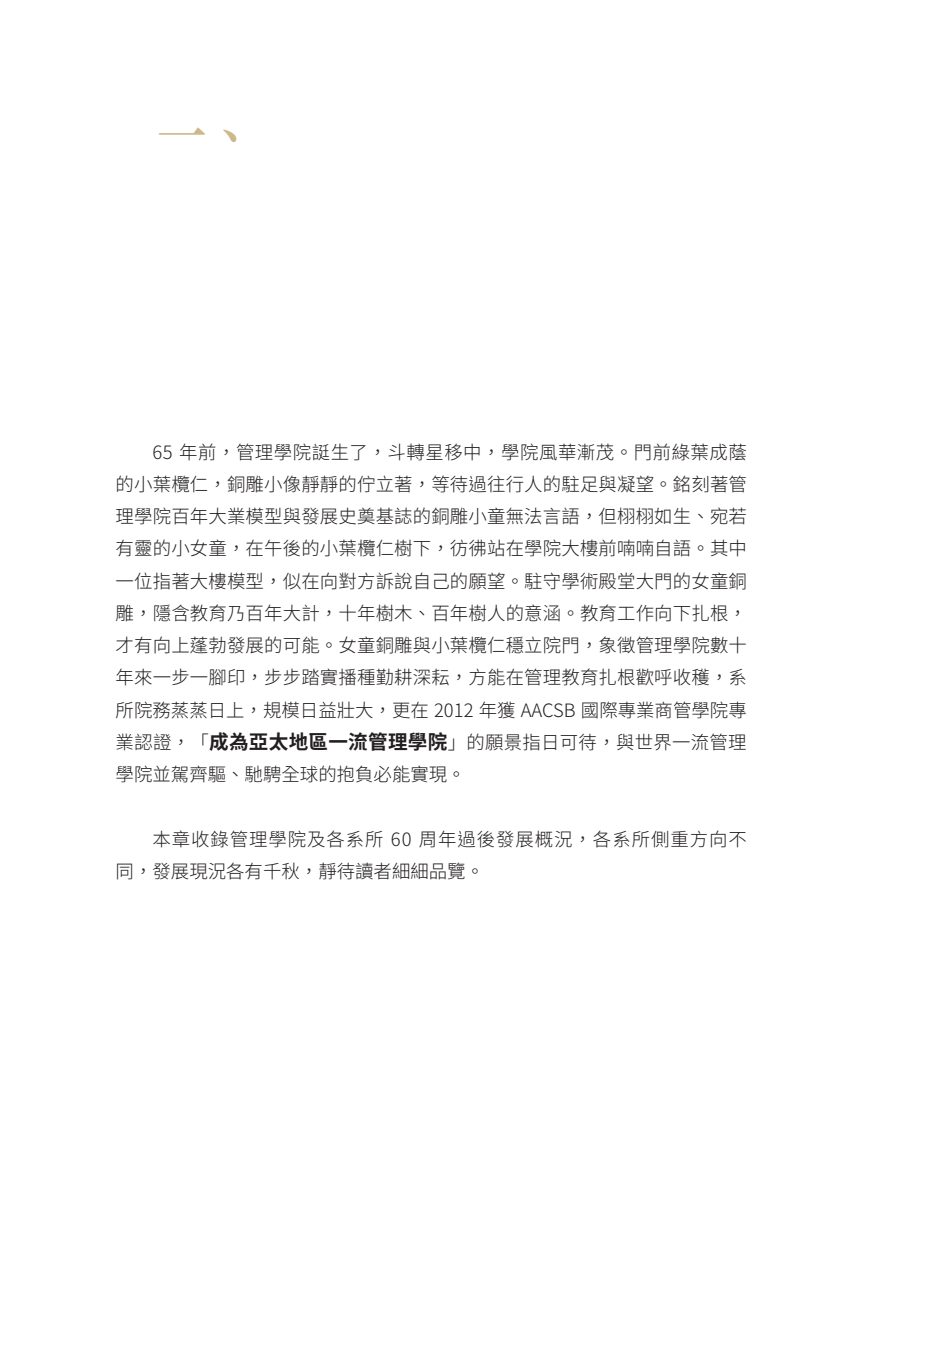 一、
65 年前，管理學院誕生了，斗轉星移中，學院風華漸茂。門前綠葉成蔭
的小葉欖仁，銅雕小像靜靜的佇立著，等待過往行人的駐足與凝望。銘刻著管
理學院百年大業模型與發展史奠基誌的銅雕小童無法言語，但栩栩如生、宛若
有靈的小女童，在午後的小葉欖仁樹下，彷彿站在學院大樓前喃喃自語。其中
一位指著大樓模型，似在向對方訴說自己的願望。駐守學術殿堂大門的女童銅
雕，隱含教育乃百年大計，十年樹木、百年樹人的意涵。教育工作向下扎根，
才有向上蓬勃發展的可能。女童銅雕與小葉欖仁穩立院門，象徵管理學院數十
年來一步一腳印，步步踏實播種勤耕深耘，方能在管理教育扎根歡呼收穫，系
所院務蒸蒸日上，規模日益壯大，更在 2012 年獲 AACSB 國際專業商管學院專
業認證，「成為亞太地區一流管理學院」的願景指日可待，與世界一流管理
學院並駕齊驅、馳騁全球的抱負必能實現。
本章收錄管理學院及各系所 60 周年過後發展概況，各系所側重方向不
同，發展現況各有千秋，靜待讀者細細品覽。